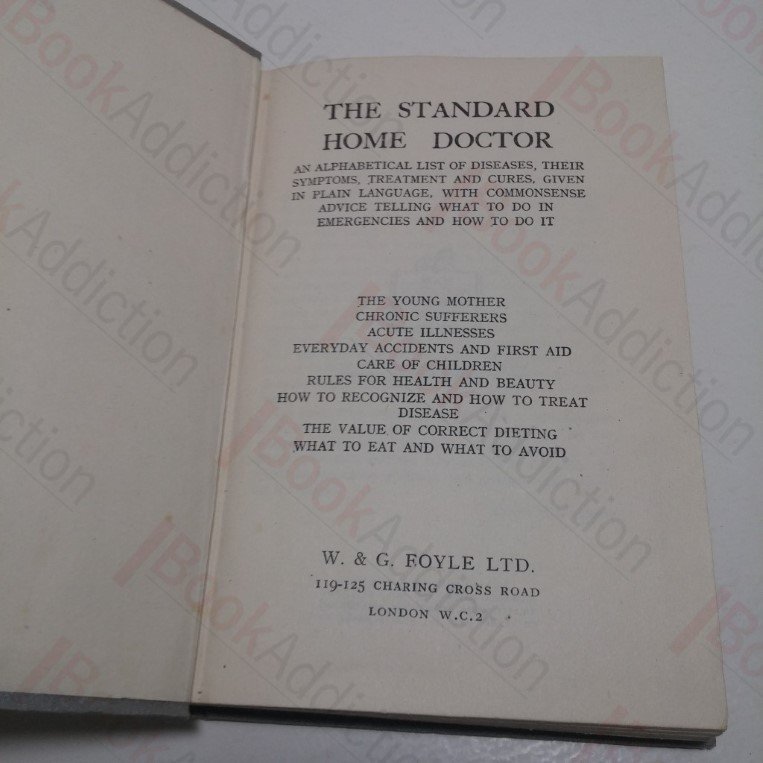 THE STANDARD
HOME DOCTOR
AN ALPHABETICAL LIST OF DISEASES, THEIR
SYMPTOMS, TREATMENT AND CURES, GIVEN
IN PLAIN LANGUAGE, WITH COMMONSENSE
ADVICE TELLING WHAT TO DO IN
EMERGENCIES AND HOW TO DO IT
THE YOUNG MOTHER
CHRONIC SUFFERERS
ACUTE ILLNESSES
EVERYDAY ACCIDENTS AND FIRST AID
CARE OF CHILDREN
RULES FOR HEALTH AND BEAUTY
HOW TO RECOGNIZE AND HOW TO TREAT
DISEASE
THE VALUE OF CORRECT DIETING
WHAT TO EAT AND WHAT TO AVOID
W. & G. FOYLE LTD.
119-125 CHARING CROSS ROAD
LONDON W.C.2
BookAddiction